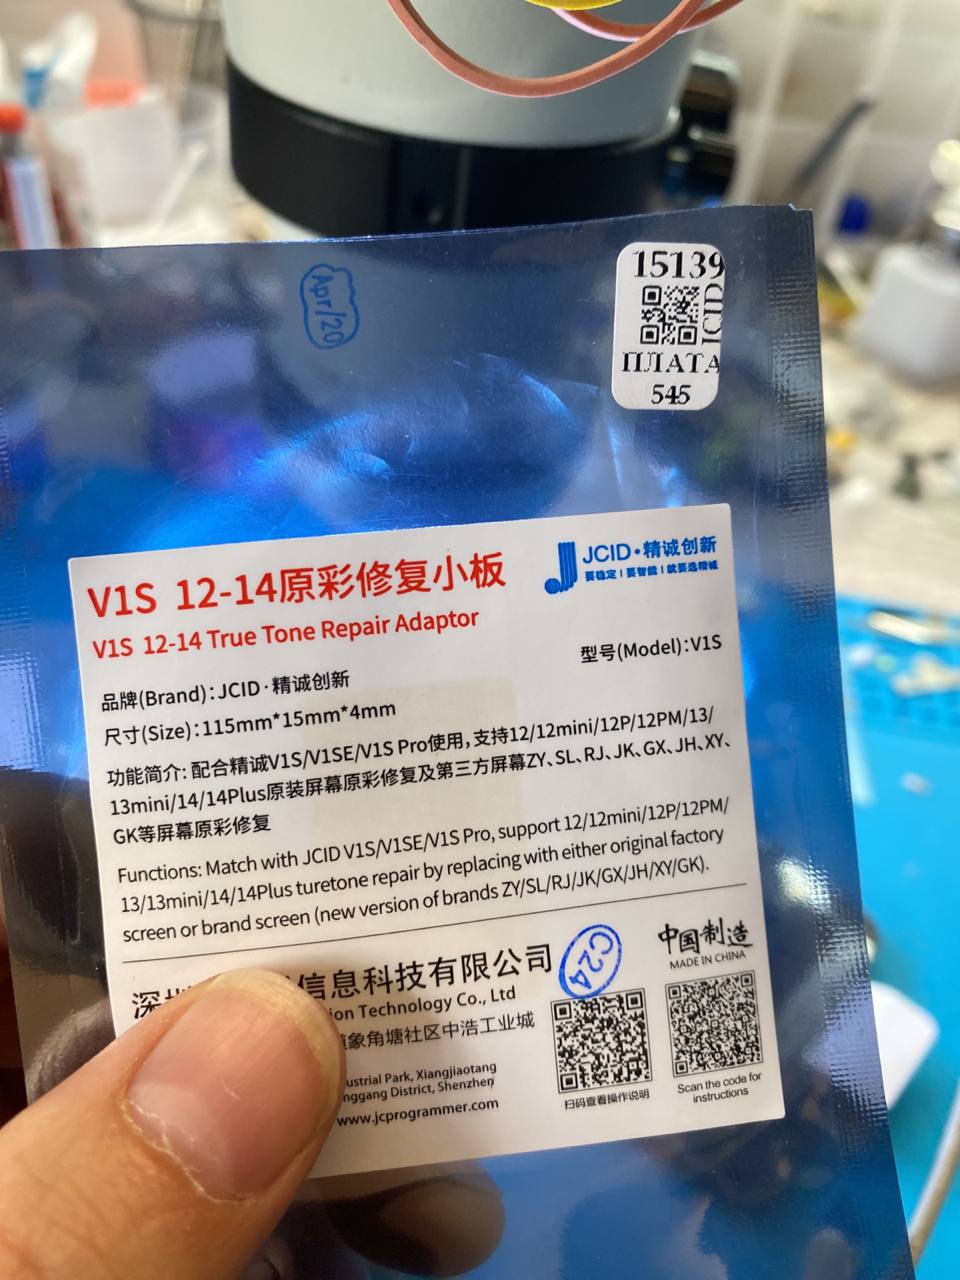 Apr/20
15139
JCID
ПЛАТА
545
V1S 12-14原彩修复小板
V1S 12-14 True Tone Repair Adaptor
JCID·精诚创新
要稳定|要智能|就要选精诚
型号(Model):V1S
品牌(Brand):JCID·精诚创新
尺寸(Size):115mm*15mm*4mm
功能简介: 配合精诚V1S/V1SE/V1S Pro使用,支持12/12mini/12P/12PM/13/
13mini/14/14Plus原装屏幕原彩修复及第三方屏幕ZY、SL、RJ、JK、GX、JH、XY、
GK等屏幕原彩修复
Functions: Match with JCID V1S/V1SE/V1S Pro, support 12/12mini/12P/12PM/
13/13mini/14/14Plus turetone repair by replacing with either original factory
screen or brand screen (new version of brands ZY/SL/RJ/JK/GX/JH/XY/GK).
深 信息科技有限公司
Technology Co., Ltd
象角塘社区中浩工业城
Park, Xiangjiaotang
District, Shenzhen
www.jcprogrammer.com
C24
中国制造
MADE IN CHINA
扫码查看操作说明
Scan the code for
instructions